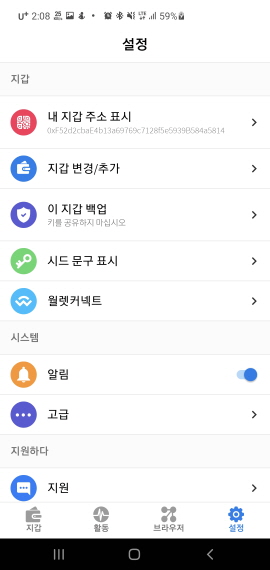 U+ 2:08
59%
설정
지갑
내 지갑 주소 표시
0xF52d2cbaE4b13a69769c7128f5e5939B584a5814
지갑 변경/추가
이 지갑 백업
키를 공유하지 마십시오
시드 문구 표시
월렛커넥트
시스템
알림
고급
지원하다
지원
지갑
활동
브라우저
설정